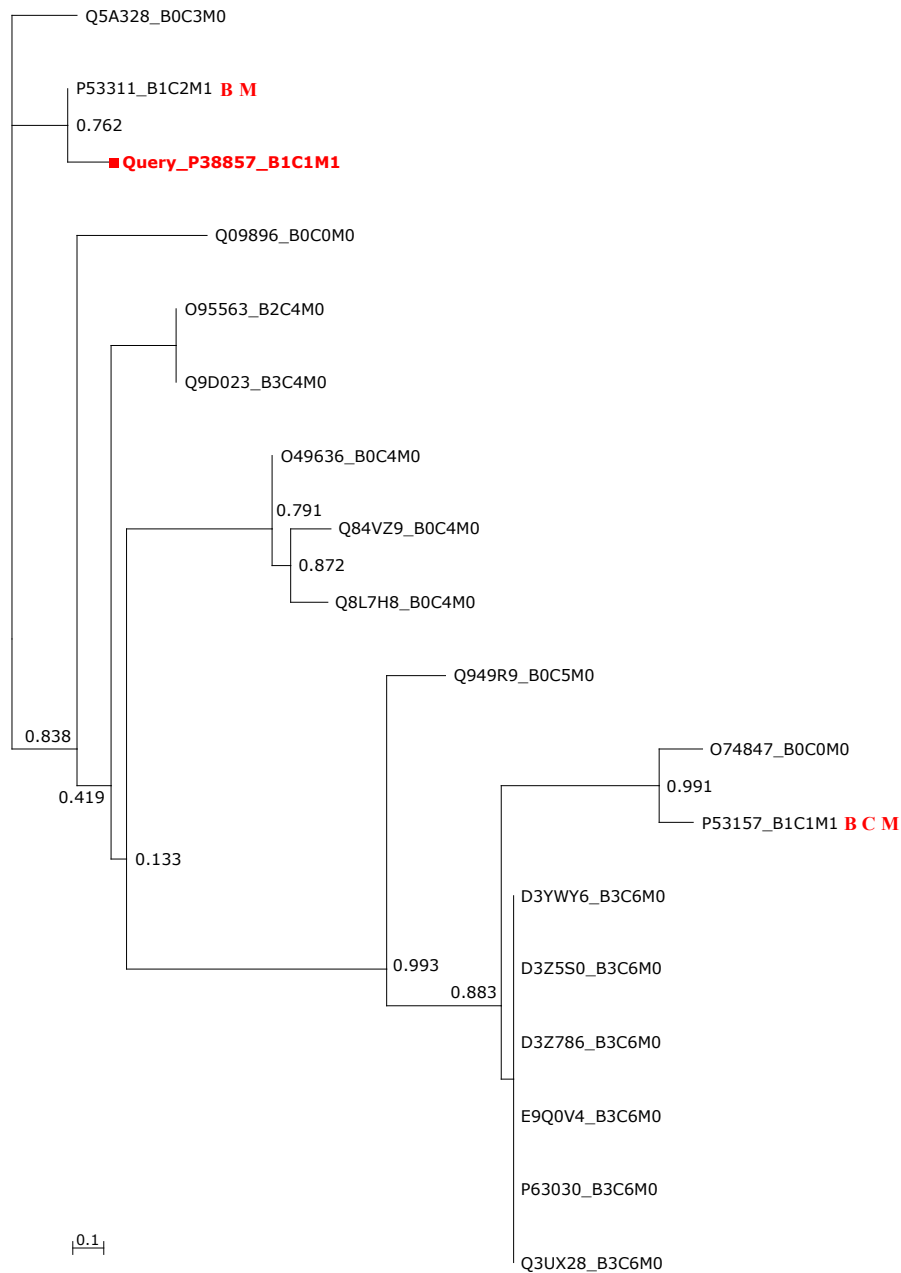 Q5A328_B0C3M0
P53311_B1C2M1 B M
0.762
Query_P38857_B1C1M1
Q09896_B0C0M0
O95563_B2C4M0
Q9D023_B3C4M0
O49636_B0C4M0
0.791
Q84VZ9_B0C4M0
0.872
Q8L7H8_B0C4M0
Q949R9_B0C5M0
0.838
O74847_B0C0M0
0.991
0.419
P53157_B1C1M1 B C M
0.133
D3YWY6_B3C6M0
0.993
D3Z5S0_B3C6M0
0.883
D3Z786_B3C6M0
E9Q0V4_B3C6M0
P63030_B3C6M0
0.1
Q3UX28_B3C6M0